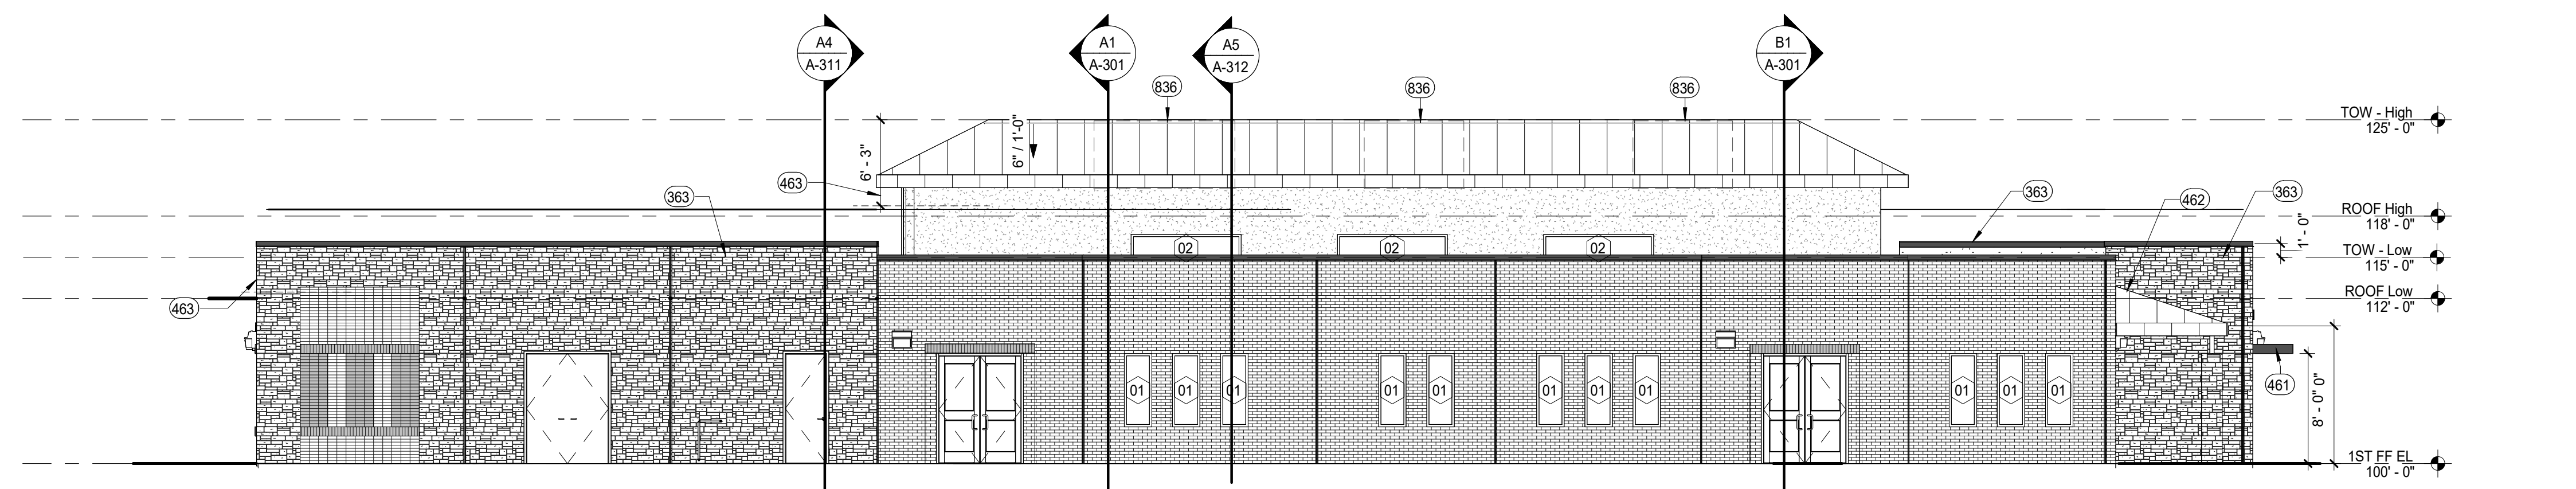 A4
A-311
A1
A-301
A5
A-312
B1
A-301
836
836
836
TOW - High
125' - 0"
6' - 3"
6" / 1'-0"
463
363
363
462
363
ROOF High
118' - 0"
1' - 0"
02
02
02
TOW - Low
115' - 0"
463
ROOF Low
112' - 0"
01
01
01
01
01
01
01
01
01
01
01
461
8' - 0"
0"
1ST FF EL
100' - 0"